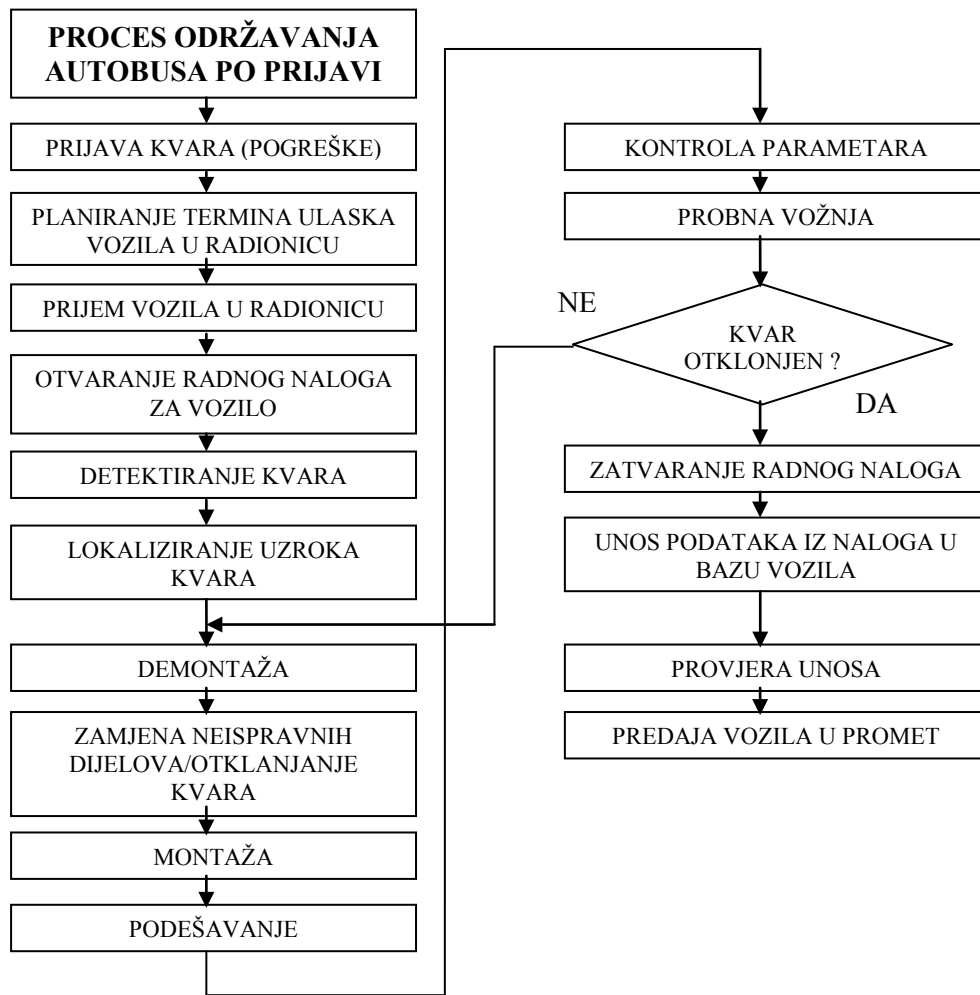 PROCES ODRŽAVANJA
AUTOBUSA PO PRIJAVI
PRIJAVA KVARA (POGREŠKE)
PLANIRANJE TERMINA ULASKA
VOZILA U RADIONICU
PRIJEM VOZILA U RADIONICU
OTVARANJE RADNOG NALOGA
ZA VOZILO
DETEKTIRANJE KVARA
LOKALIZIRANJE UZROKA
KVARA
DEMONTAŽA
ZAMJENA NEISPRAVNIH
DIJELOVA/OTKLANJANJE
KVARA
MONTAŽA
PODEŠAVANJE
KONTROLA PARAMETARA
PROBNA VOŽNJA
NE
KVAR
OTKLONJEN ?
DA
ZATVARANJE RADNOG NALOGA
UNOS PODATAKA IZ NALOGA U
BAZU VOZILA
PROVJERA UNOSA
PREDAJA VOZILA U PROMET